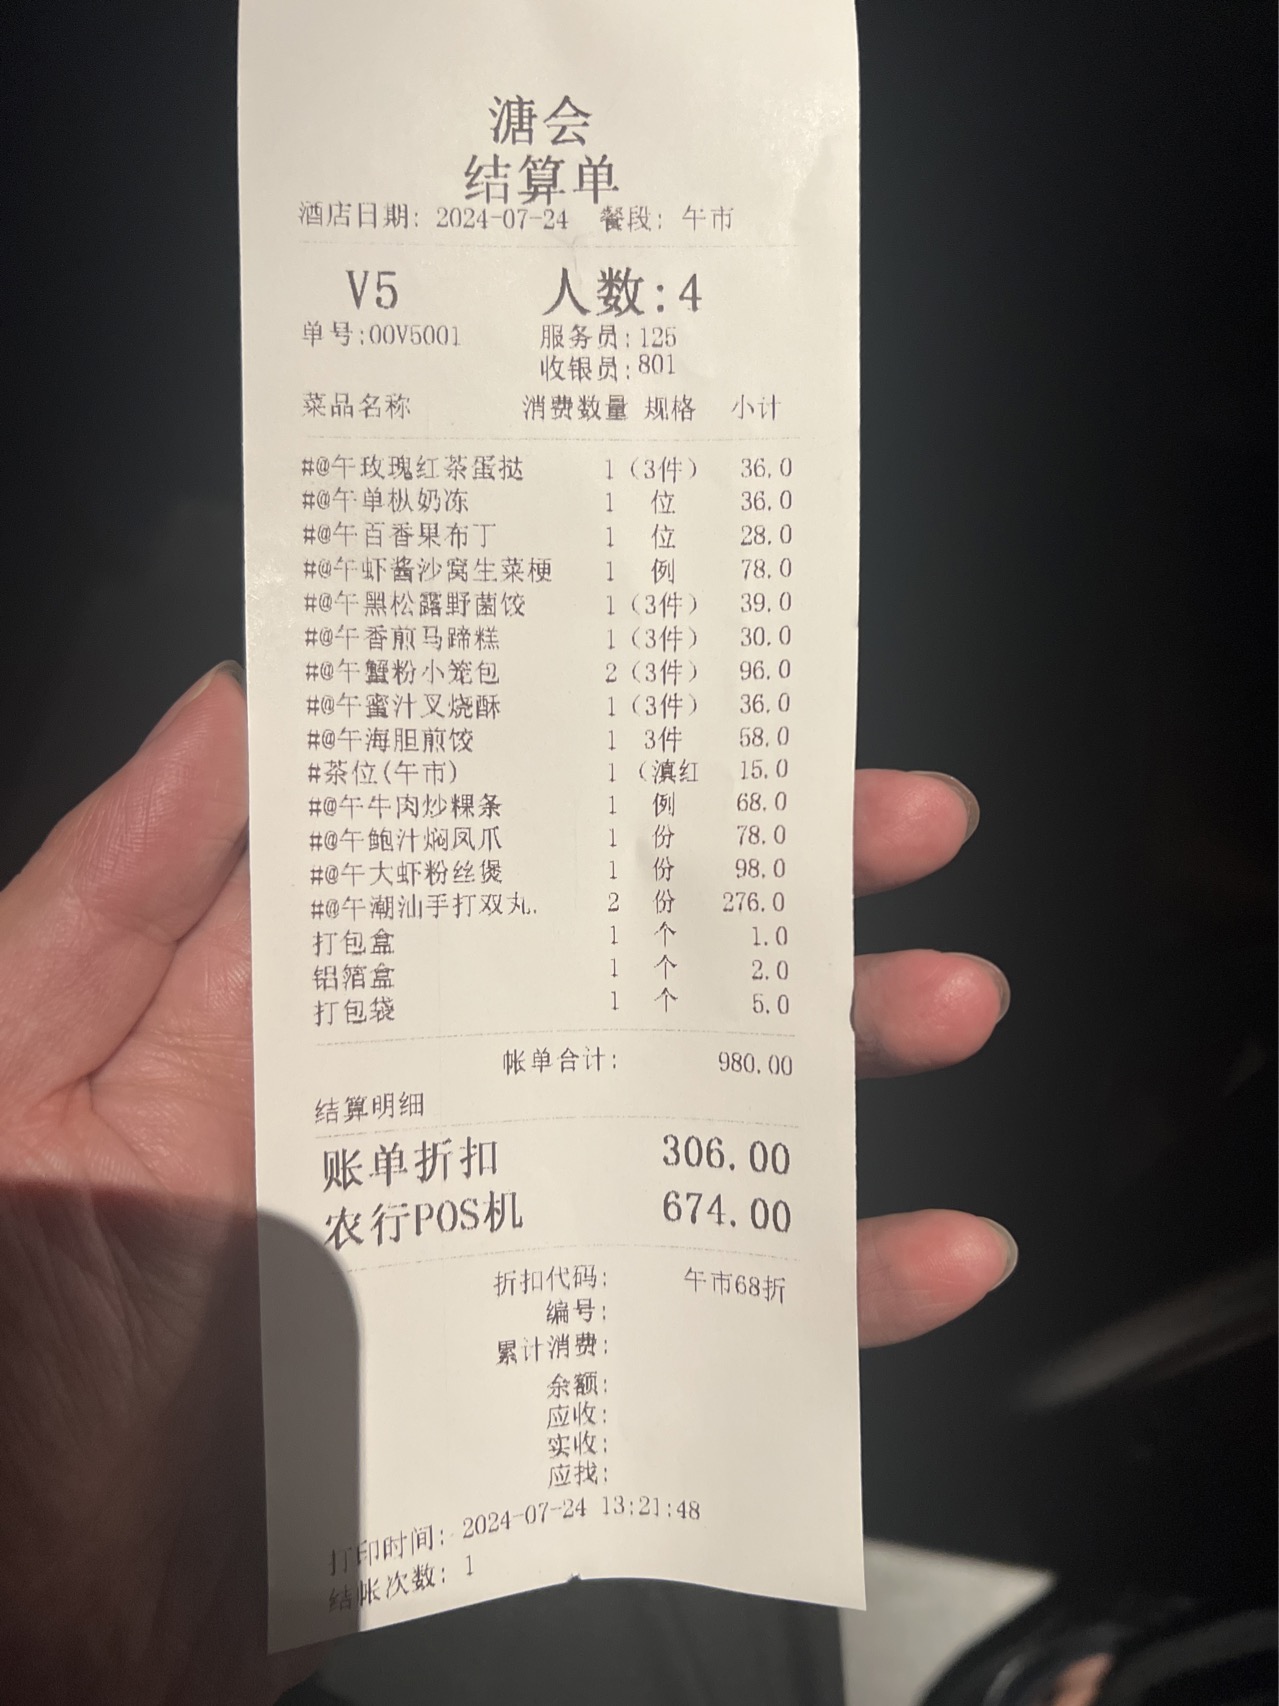 溏会
结算单
酒店日期: 2024-07-24 餐段: 午市
V5 人数:4
单号:00V5001 服务员:125
收银员:801
菜品名称 消费数量 规格 小计
#@午玫瑰红茶蛋挞 1 (3件) 36.0
#@午单枞奶冻 1 位 36.0
#@午百香果布丁 1 位 28.0
#@午虾酱沙窝生菜梗 1 例 78.0
#@午黑松露野菌饺 1 (3件) 39.0
#@午香煎马蹄糕 1 (3件) 30.0
#@午蟹粉小笼包 2 (3件) 96.0
#@午蜜汁叉烧酥 1 (3件) 36.0
#@午海胆煎饺 1 3件 58.0
#茶位(午市) 1 (滇红 15.0
#@午牛肉炒粿条 1 例 68.0
#@午鲍汁焖凤爪 1 份 78.0
#@午大虾粉丝煲 1 份 98.0
#@午潮汕手打双丸. 2 份 276.0
打包盒 1 个 1.0
铝箔盒 1 个 2.0
打包袋 1 个 5.0
帐单合计: 980.00
结算明细
账单折扣 306.00
农行POS机 674.00
折扣代码: 午市68折
编号:
累计消费:
余额:
应收:
实收:
应找:
打印时间: 2024-07-24 13:21:48
结帐次数: 1